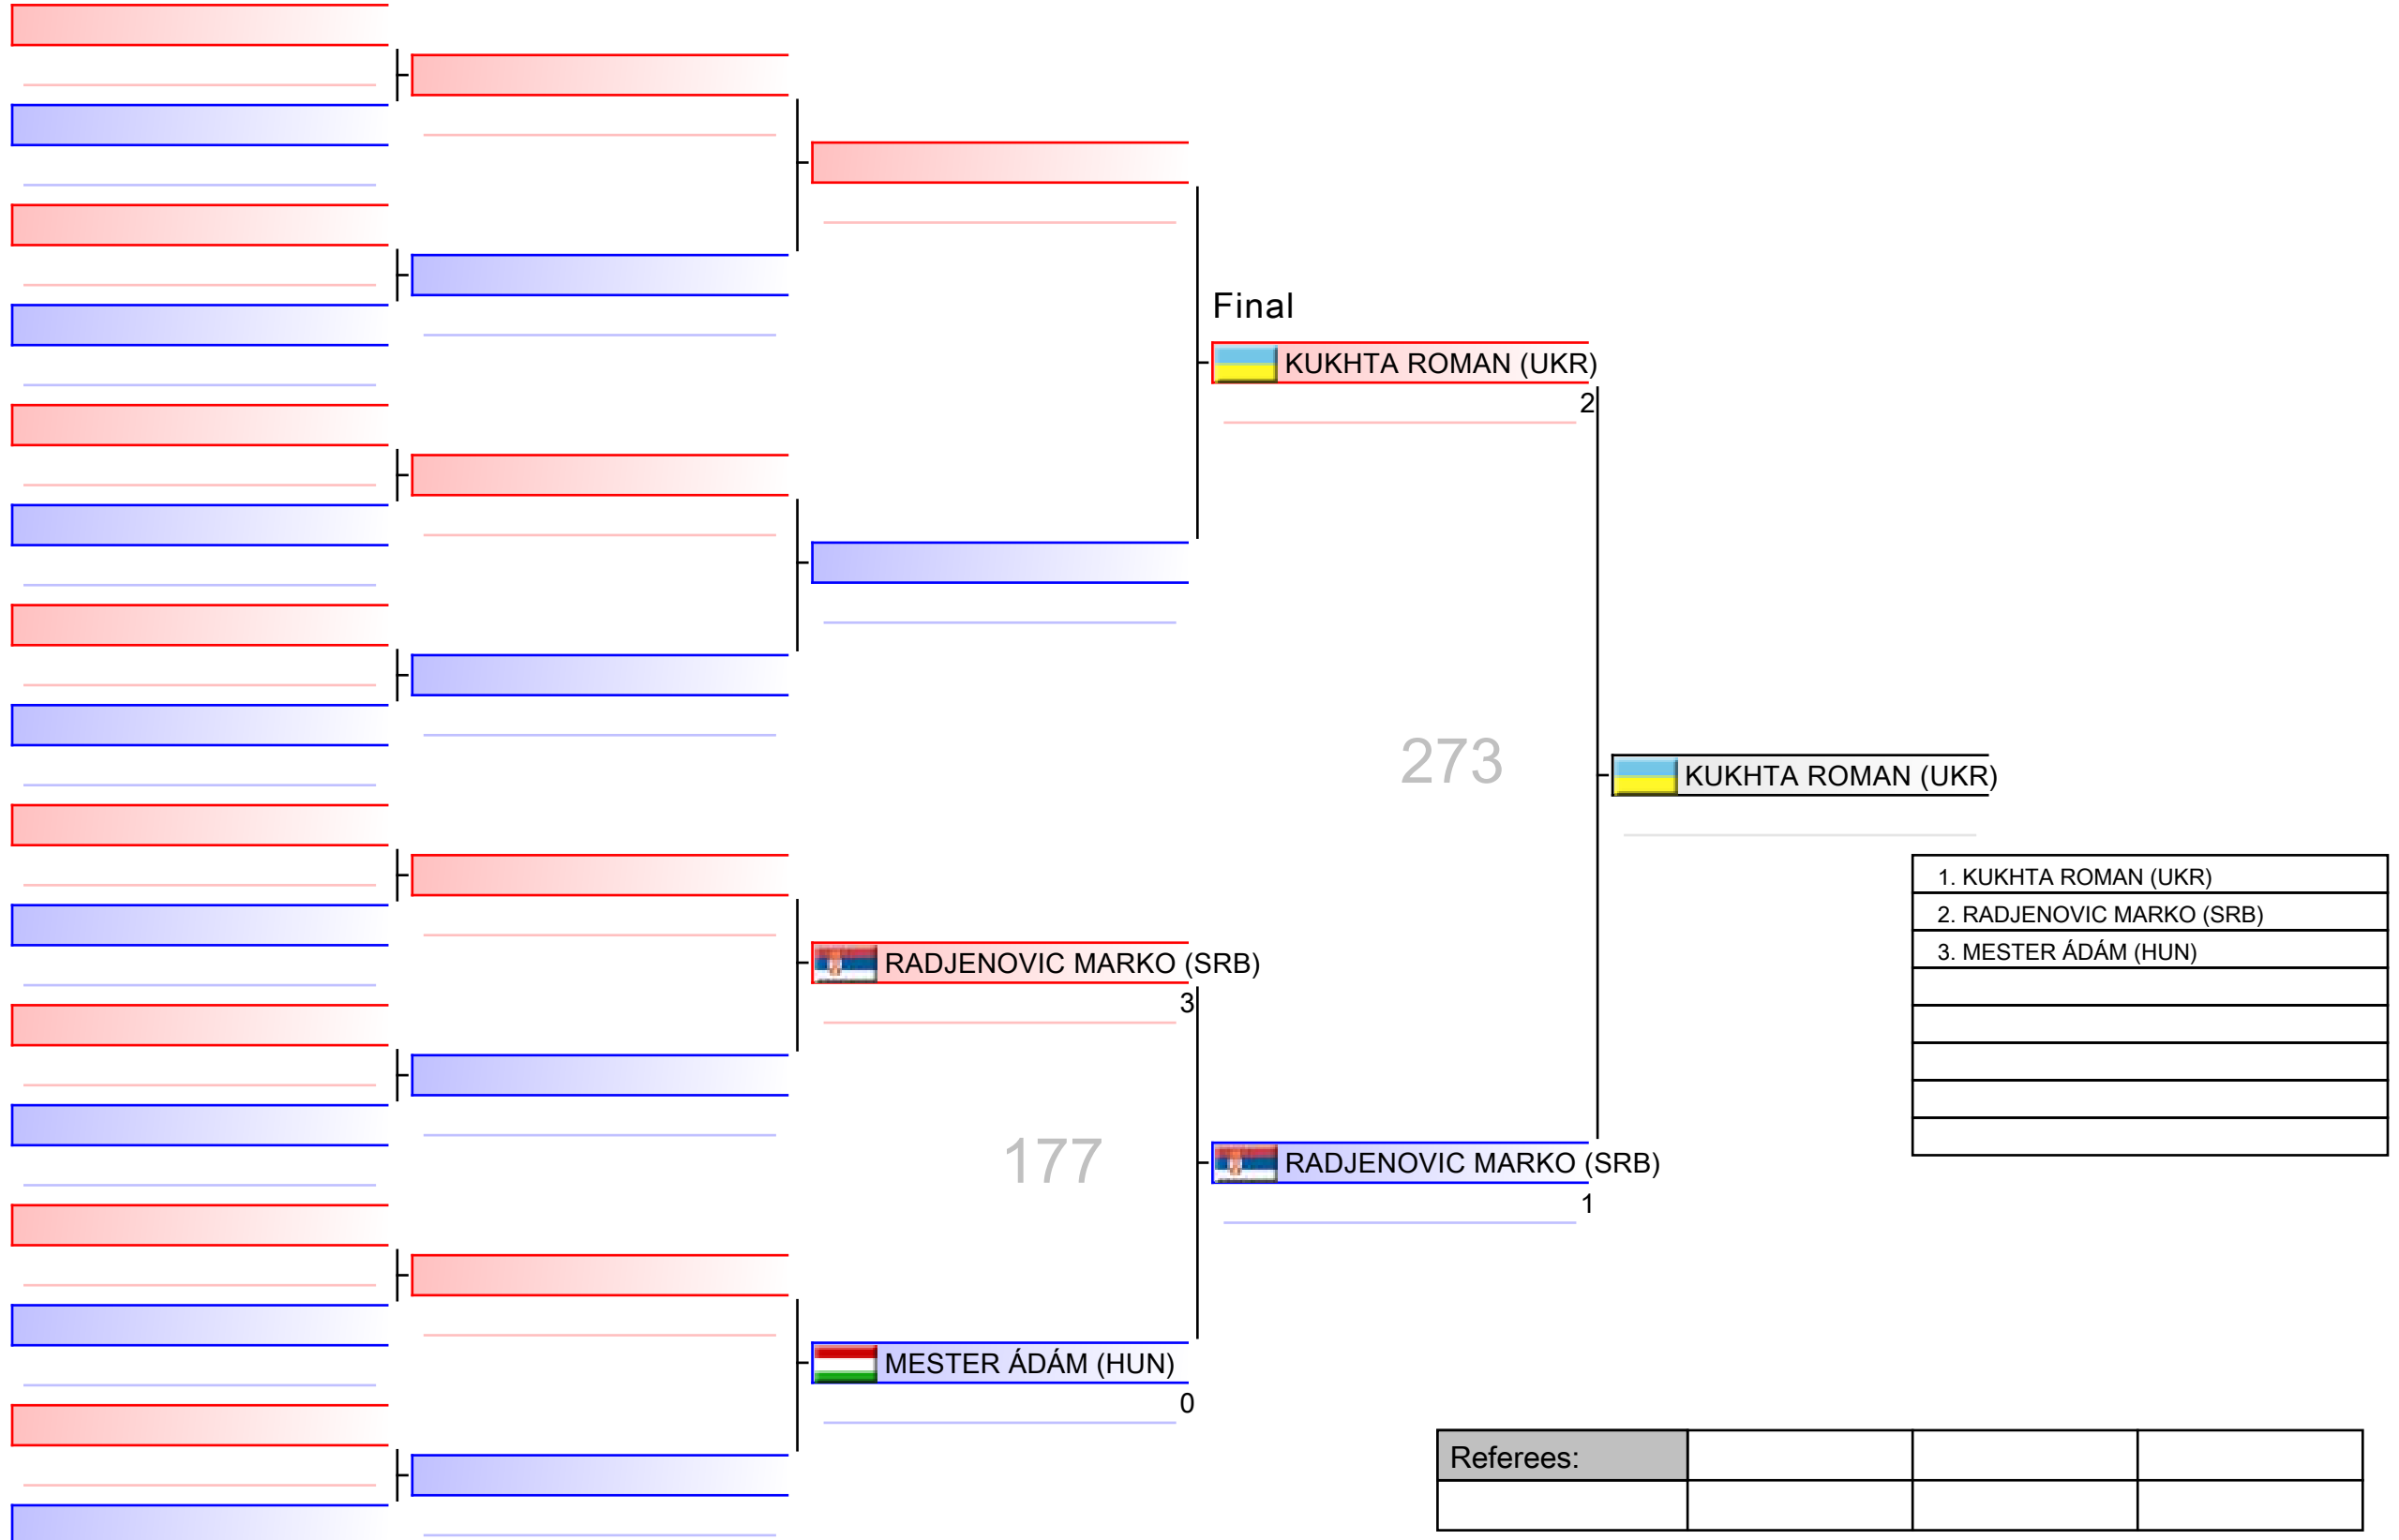 Final
KUKHTA ROMAN (UKR)
2
273
KUKHTA ROMAN (UKR)
1. KUKHTA ROMAN (UKR)
2. RADJENOVIC MARKO (SRB)
3. MESTER ÁDÁM (HUN)
RADJENOVIC MARKO (SRB)
3
177
RADJENOVIC MARKO (SRB)
1
MESTER ÁDÁM (HUN)
0
Referees: